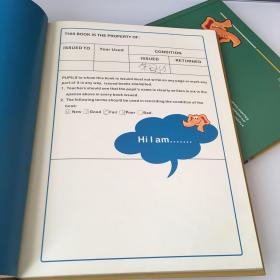 THIS BOOK IS THE PROPERTY OF:
ISSUED TO
Year Used
CONDITION
ISSUED
RETURNED
PUPILS to whom this book is issued must not write on any page or mark any
part of it in any way, issued books excepted.
1. Teachers should see that the pupil's name is clearly written in ink in the
spaces above in every book issued.
2. The following terms should be used in recording the condition of the
book:
New Good Fair Poor Bad
Hi I am.......